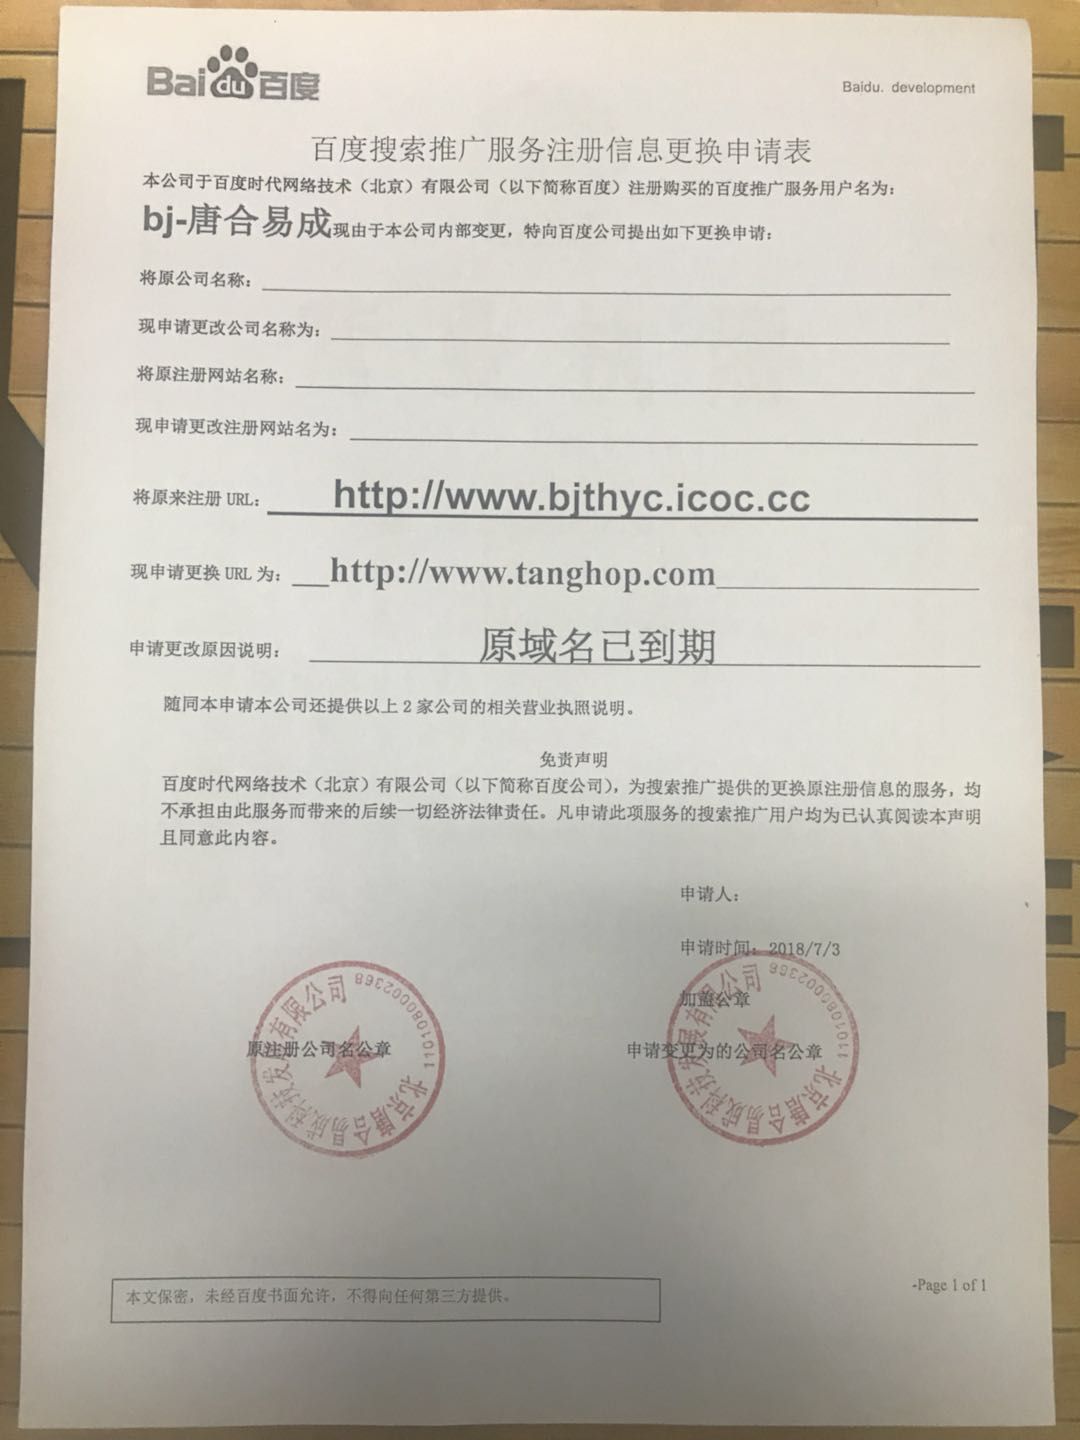 Bai du 百度
Baidu. development
百度搜索推广服务注册信息更换申请表
本公司于百度时代网络技术（北京）有限公司（以下简称百度）注册购买的百度推广服务用户名为：
bj-唐合易成现由于本公司内部变更，特向百度公司提出如下更换申请：
将原公司名称：
现申请更改公司名称为：
将原注册网站名称：
现申请更改注册网站名为：
将原来注册 URL： http://www.bjthyc.icoc.cc
现申请更换 URL 为： http://www.tanghop.com
申请更改原因说明： 原域名已到期
随同本申请本公司还提供以上 2 家公司的相关营业执照说明。
免责声明
百度时代网络技术（北京）有限公司（以下简称百度公司），为搜索推广提供的更换原注册信息的服务，均
不承担由此服务而带来的后续一切经济法律责任。凡申请此项服务的搜索推广用户均为已认真阅读本声明
且同意此内容。
申请人：
申请时间：2018/7/3
加盖公章
原注册公司名公章
申请变更为的公司名公章
北京唐合易成科技发展有限公司
1101080002368
北京唐合易成科技发展有限公司
1101080002368
本文保密，未经百度书面允许，不得向任何第三方提供。
-Page 1 of 1